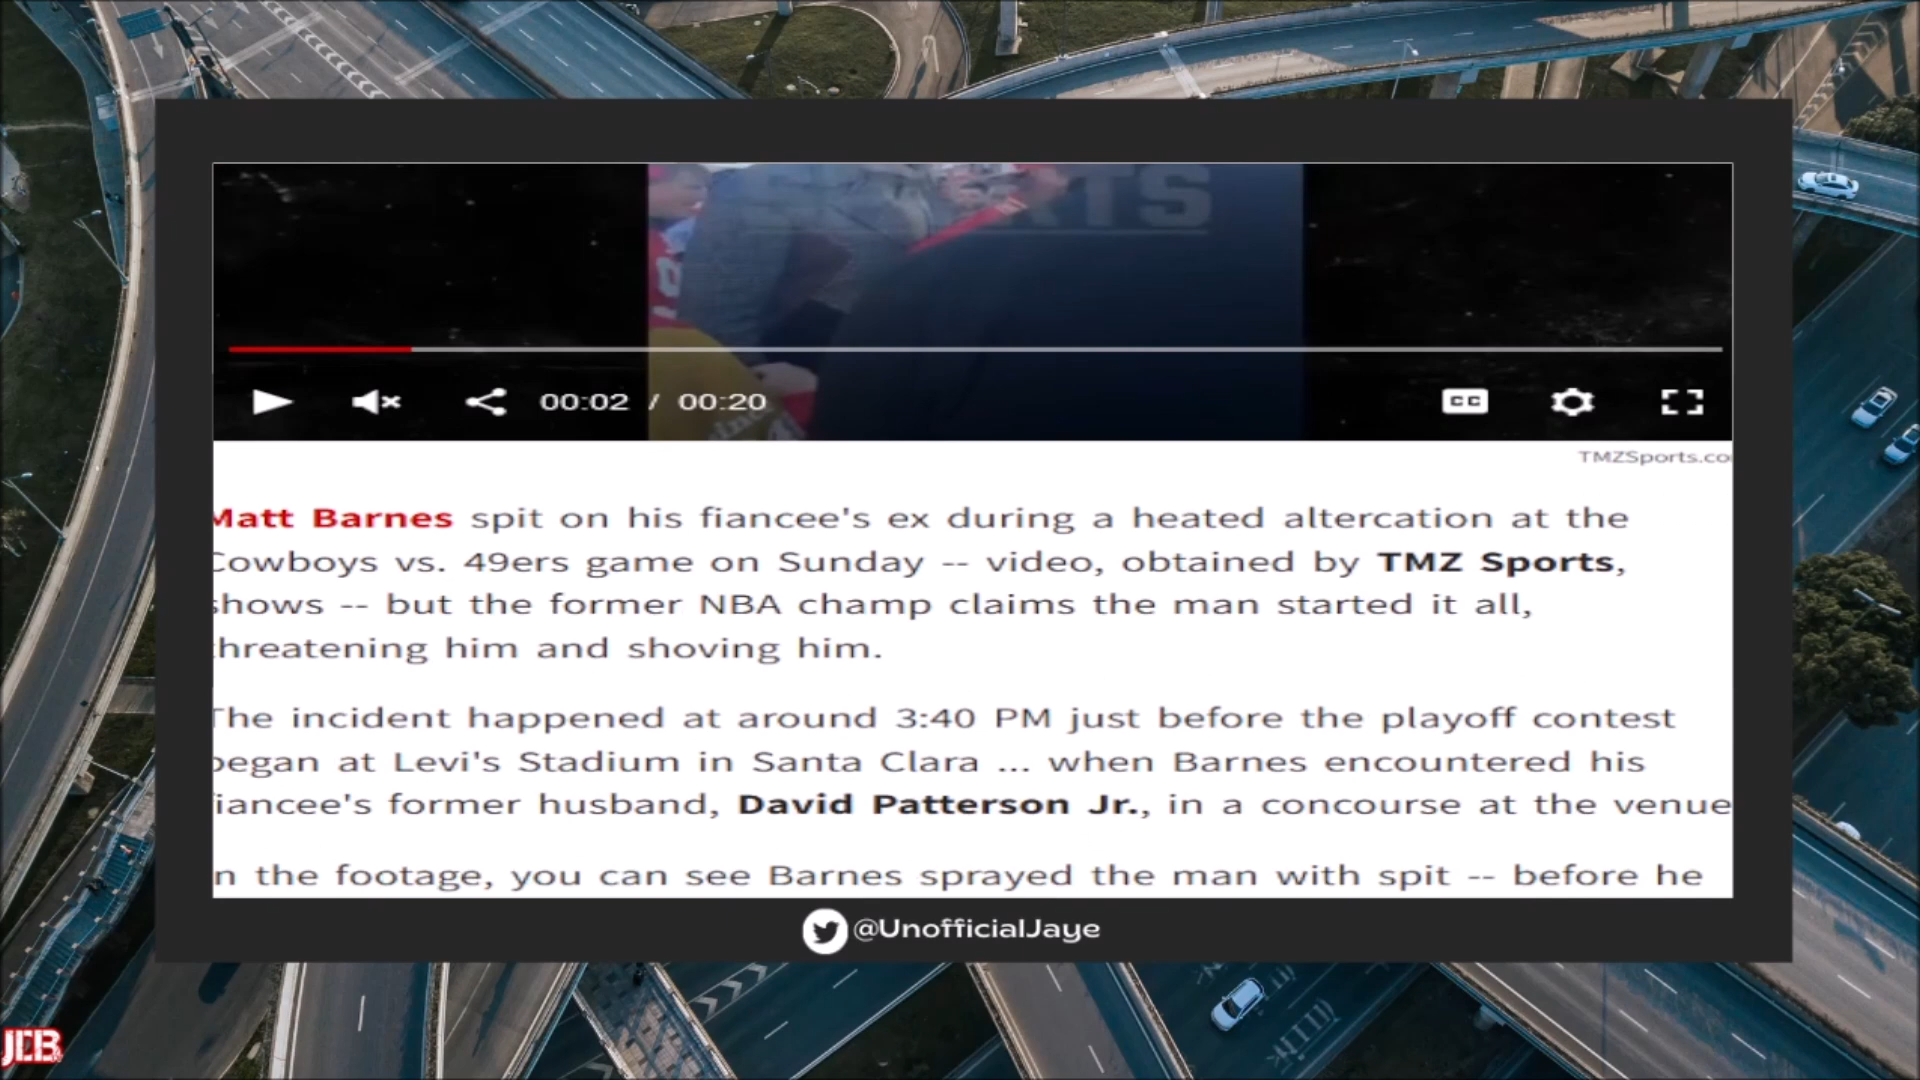 SPORTS
00:02 / 00:20
CC
TMZSports.co
Matt Barnes spit on his fiancee's ex during a heated altercation at the
Cowboys vs. 49ers game on Sunday -- video, obtained by TMZ Sports,
shows -- but the former NBA champ claims the man started it all,
threatening him and shoving him.
The incident happened at around 3:40 PM just before the playoff contest
began at Levi's Stadium in Santa Clara ... when Barnes encountered his
fiancee's former husband, David Patterson Jr., in a concourse at the venue
In the footage, you can see Barnes sprayed the man with spit -- before he
@UnofficialJaye
JEB